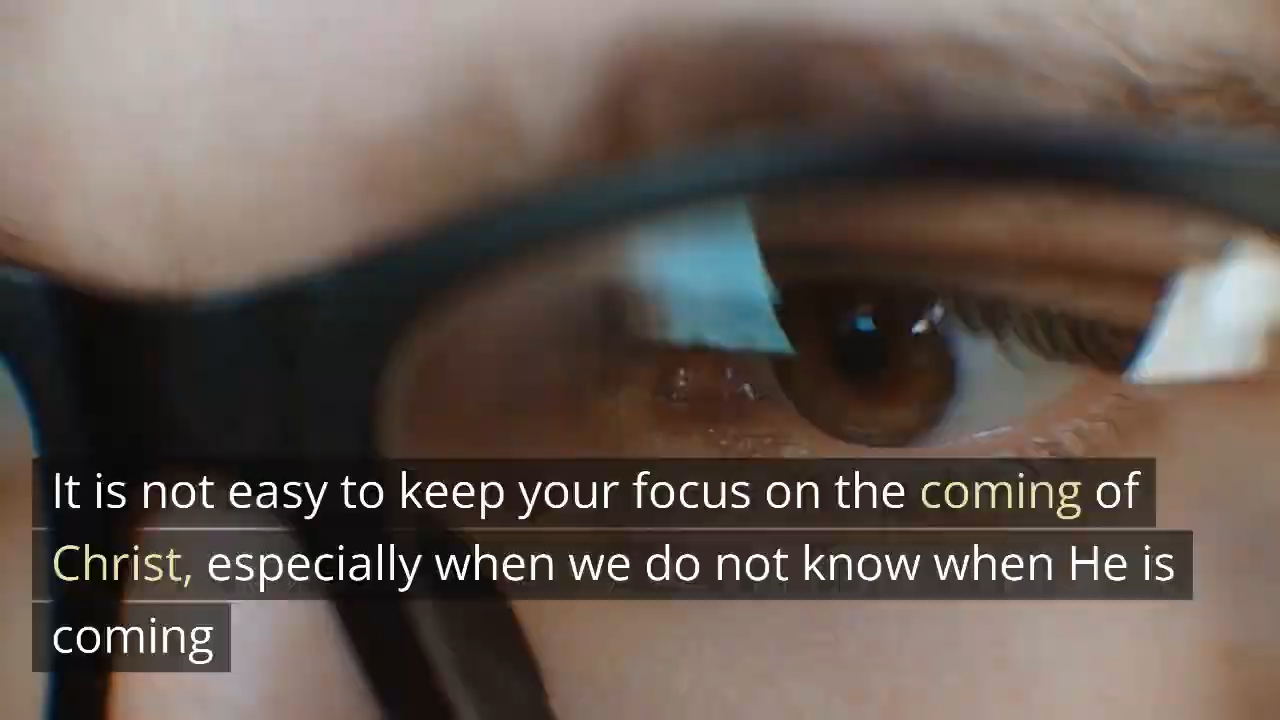 It is not easy to keep your focus on the coming of
Christ, especially when we do not know when He is
coming